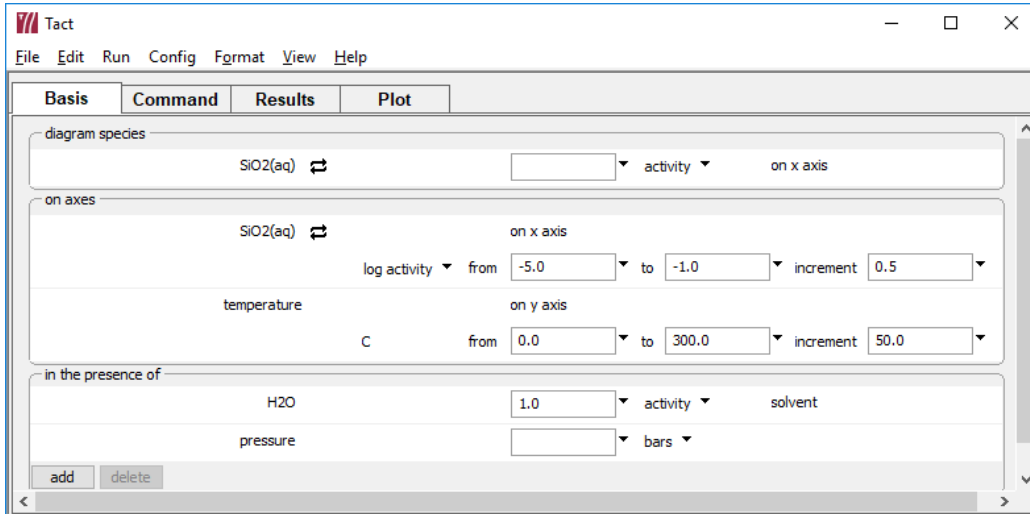 Tact
File Edit Run Config Format View Help
Basis Command Results Plot
diagram species
SiO2(aq) activity on x axis
on axes
SiO2(aq) on x axis
log activity from -5.0 to -1.0 increment 0.5
temperature on y axis
C from 0.0 to 300.0 increment 50.0
in the presence of
H2O 1.0 activity solvent
pressure bars
add delete